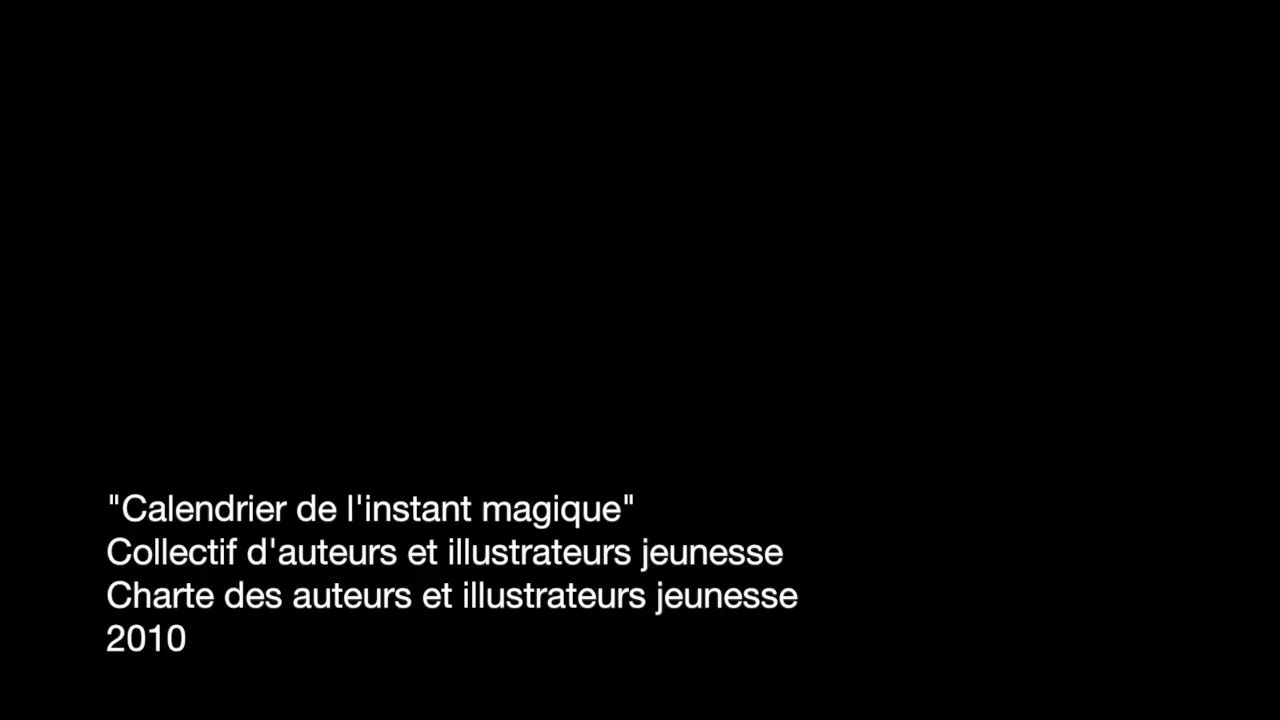 "Calendrier de l'instant magique"
Collectif d'auteurs et illustrateurs jeunesse
Charte des auteurs et illustrateurs jeunesse
2010